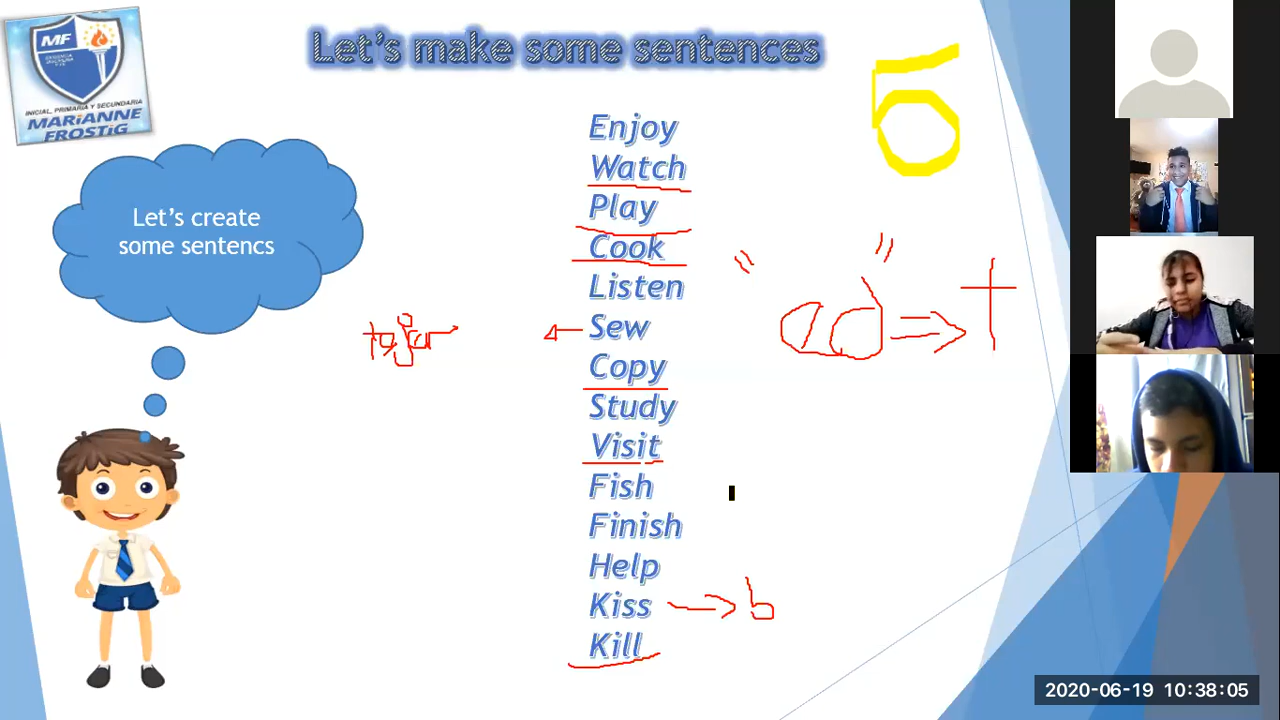 MF
INICIAL, PRIMARIA Y SECUNDARIA
MARIANNE
FROSTIG
Let's make some sentences
5
Let's create
some sentencs
Enjoy
Watch
Play
Cook
Listen
Sew
Copy
Study
Visit
Fish
Finish
Help
Kiss
b
Kill
2020-06-19 10:38:05